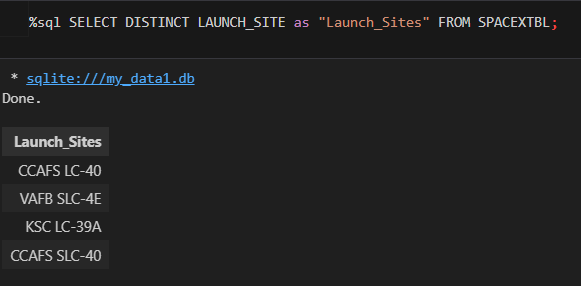 %sql SELECT DISTINCT LAUNCH_SITE as "Launch_Sites" FROM SPACEXTBL;
* sqlite:///my_data1.db
Done.
Launch_Sites
CCAFS LC-40
VAFB SLC-4E
KSC LC-39A
CCAFS SLC-40